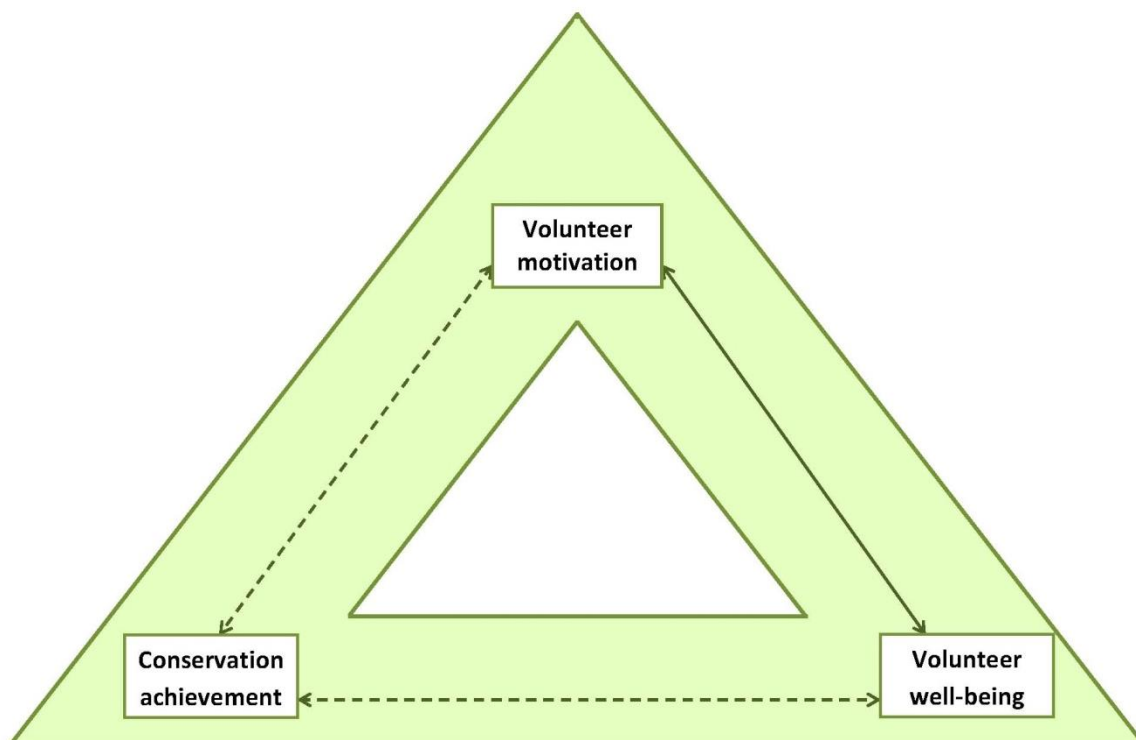 Volunteer
motivation
Conservation
achievement
Volunteer
well-being